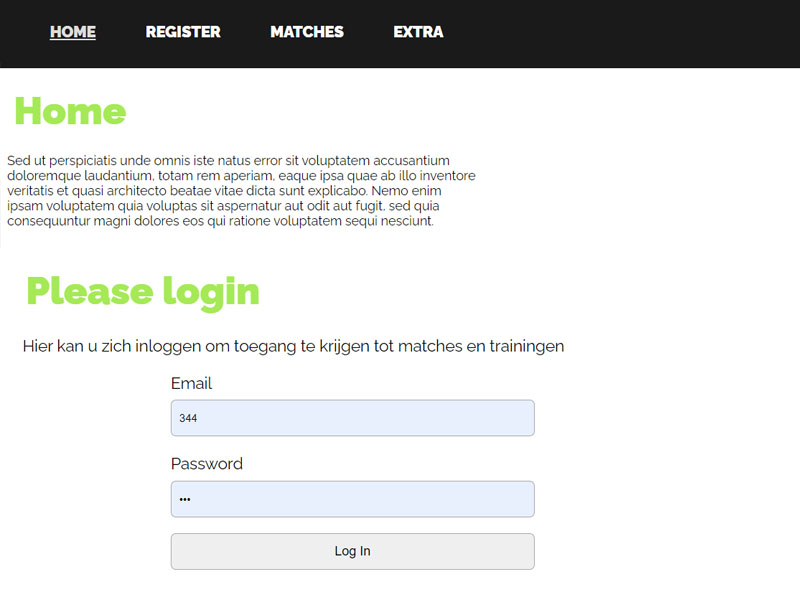 HOME REGISTER MATCHES EXTRA
Home
Sed ut perspiciatis unde omnis iste natus error sit voluptatem accusantium
doloremque laudantium, totam rem aperiam, eaque ipsa quae ab illo inventore
veritatis et quasi architecto beatae vitae dicta sunt explicabo. Nemo enim
ipsam voluptatem quia voluptas sit aspernatur aut odit aut fugit, sed quia
consequuntur magni dolores eos qui ratione voluptatem sequi nesciunt.
Please login
Hier kan u zich inloggen om toegang te krijgen tot matches en trainingen
Email
344
Password
•••
Log In